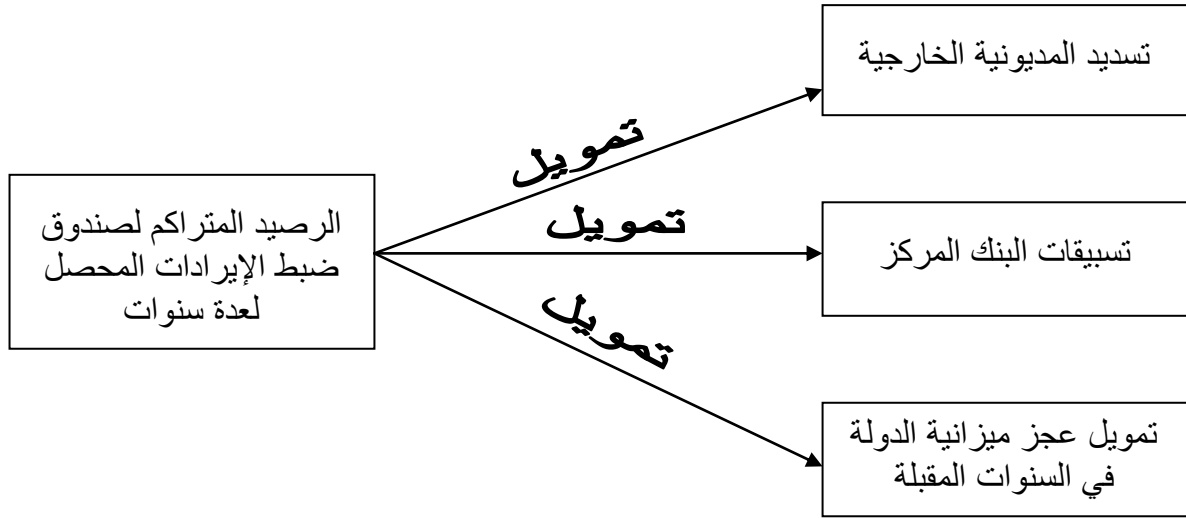 الرصيد المتراكم لصندوق
ضبط الإيرادات المحصل
لعدة سنوات
تمويل
تسديد المديونية الخارجية
تمويل
تسبيقات البنك المركز
تمويل
تمويل عجز ميزانية الدولة
في السنوات المقبلة